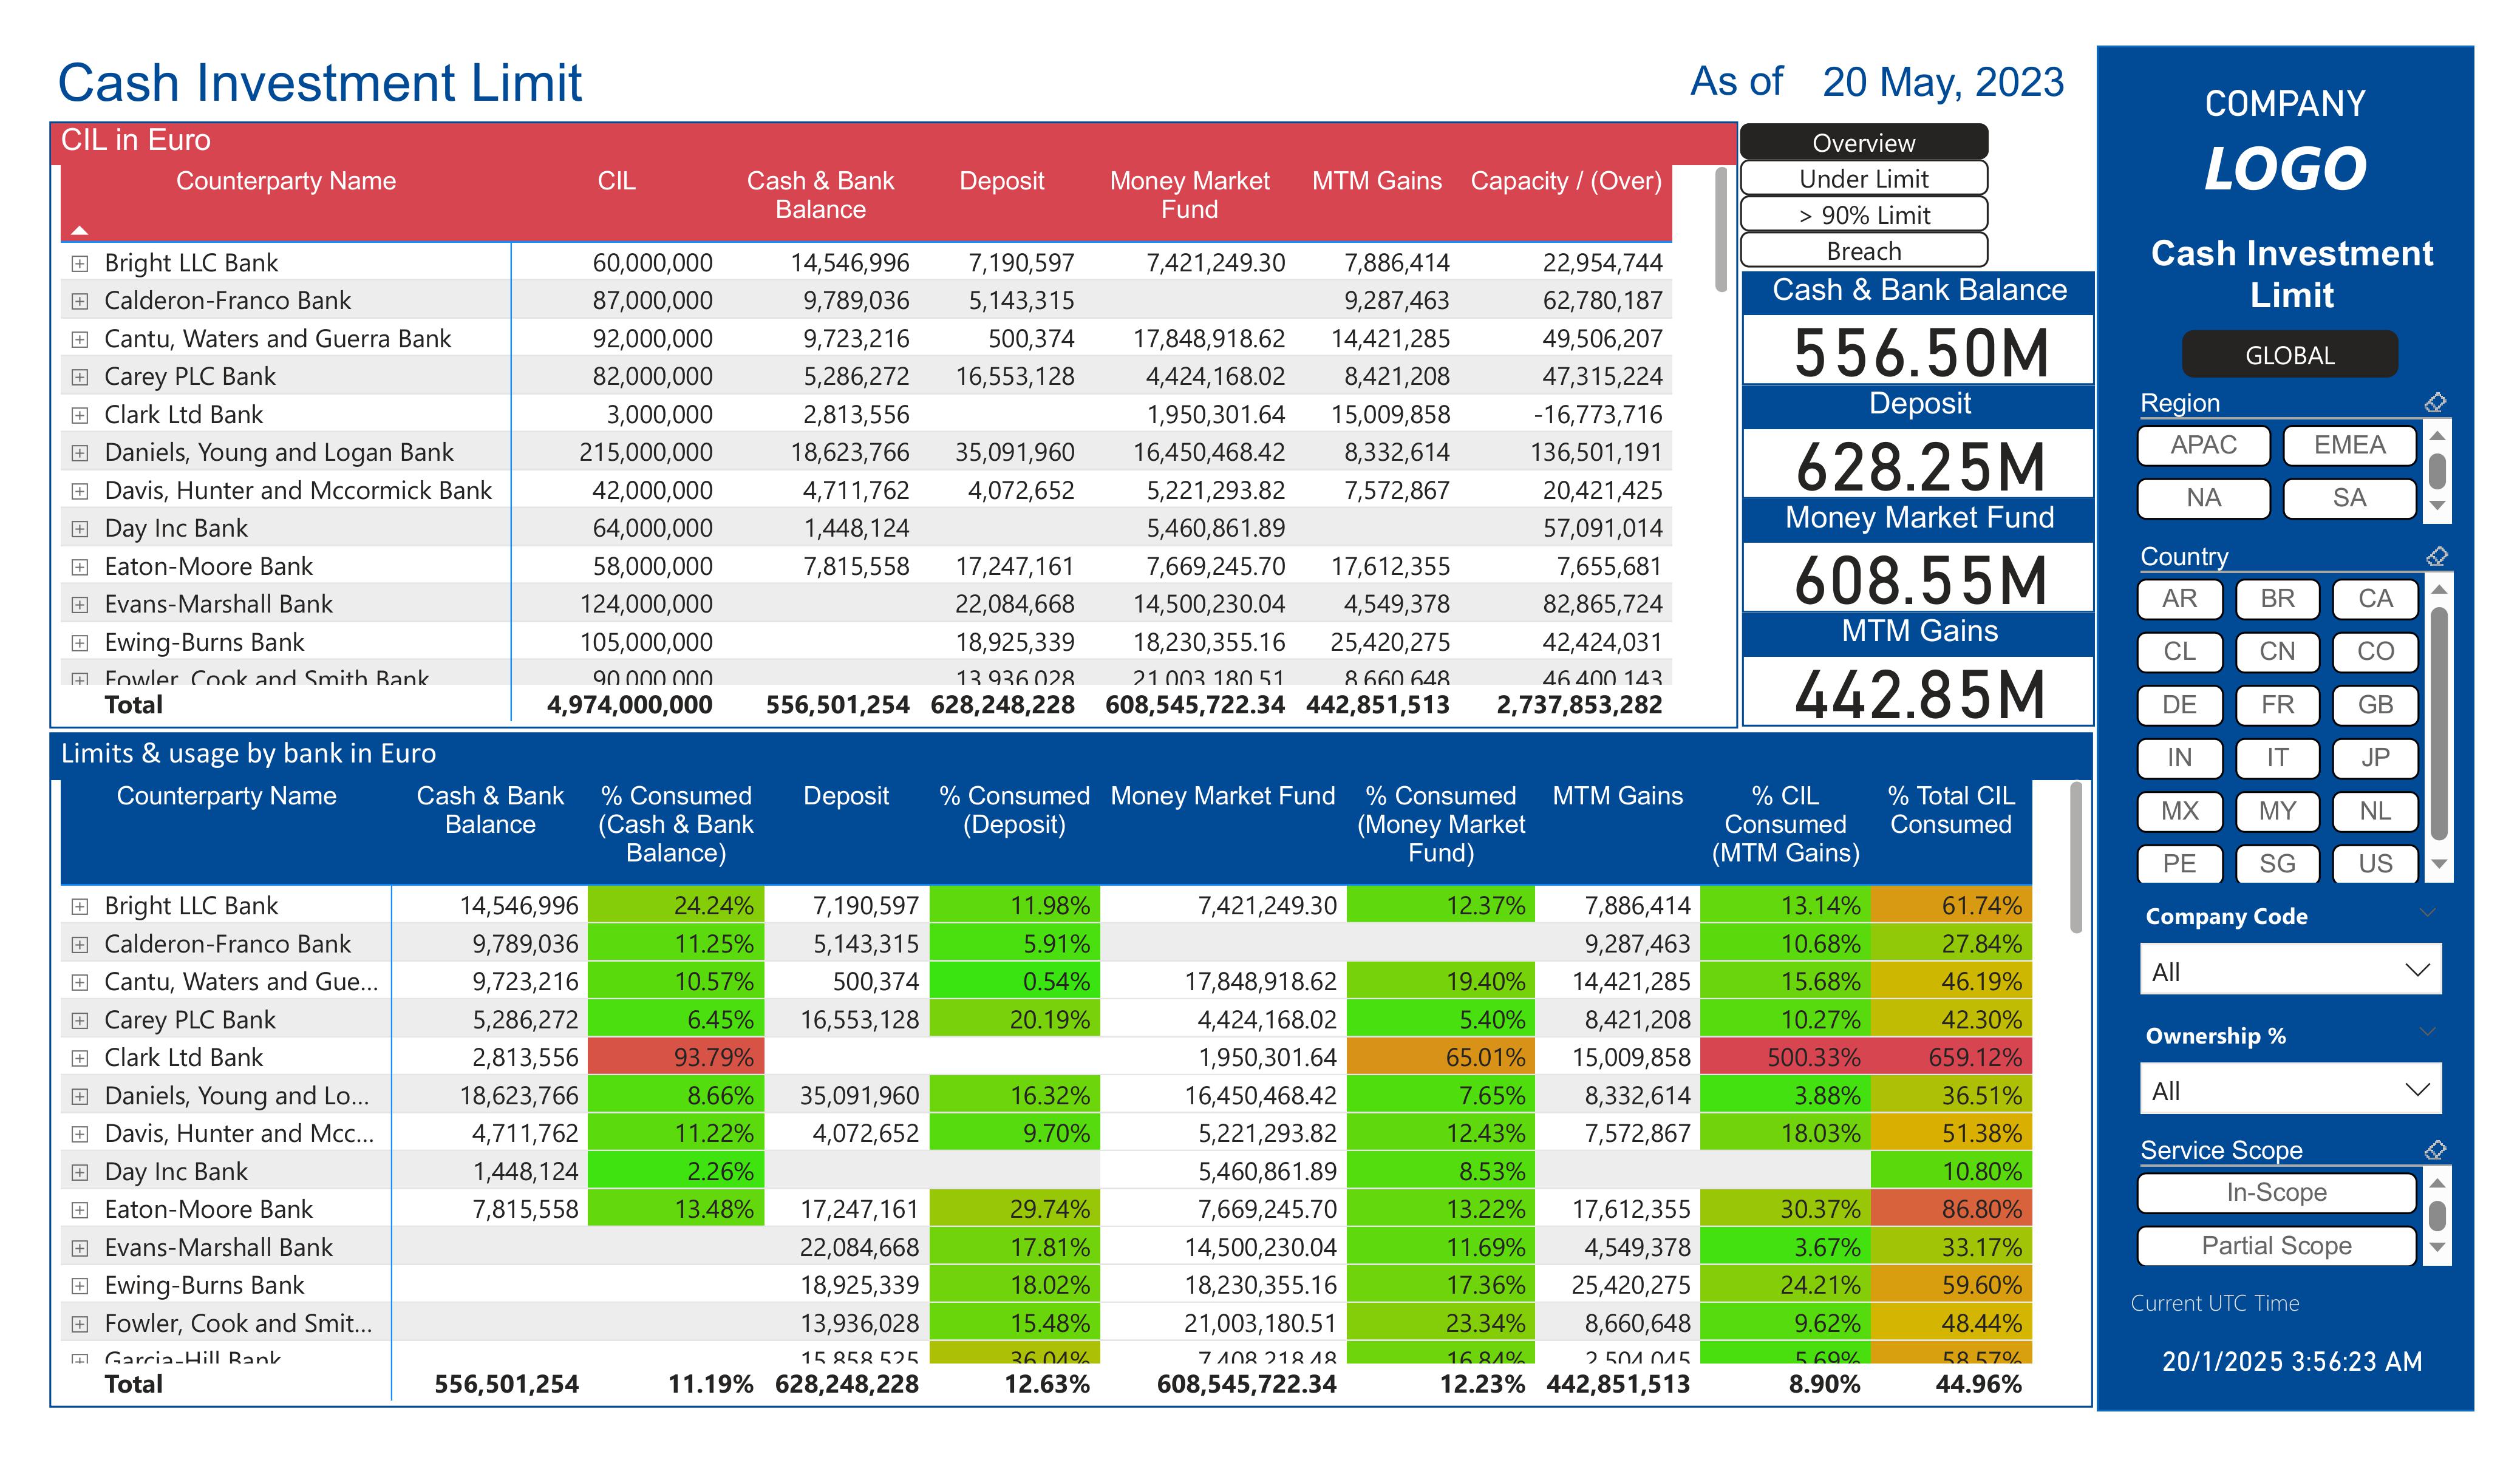 Cash Investment Limit
As of 20 May, 2023
CIL in Euro
Counterparty Name CIL Cash & Bank Balance Deposit Money Market Fund MTM Gains Capacity / (Over)
Bright LLC Bank 60,000,000 14,546,996 7,190,597 7,421,249.30 7,886,414 22,954,744
Calderon-Franco Bank 87,000,000 9,789,036 5,143,315 9,287,463 62,780,187
Cantu, Waters and Guerra Bank 92,000,000 9,723,216 500,374 17,848,918.62 14,421,285 49,506,207
Carey PLC Bank 82,000,000 5,286,272 16,553,128 4,424,168.02 8,421,208 47,315,224
Clark Ltd Bank 3,000,000 2,813,556 1,950,301.64 15,009,858 -16,773,716
Daniels, Young and Logan Bank 215,000,000 18,623,766 35,091,960 16,450,468.42 8,332,614 136,501,191
Davis, Hunter and Mccormick Bank 42,000,000 4,711,762 4,072,652 5,221,293.82 7,572,867 20,421,425
Day Inc Bank 64,000,000 1,448,124 5,460,861.89 57,091,014
Eaton-Moore Bank 58,000,000 7,815,558 17,247,161 7,669,245.70 17,612,355 7,655,681
Evans-Marshall Bank 124,000,000 22,084,668 14,500,230.04 4,549,378 82,865,724
Ewing-Burns Bank 105,000,000 18,925,339 18,230,355.16 25,420,275 42,424,031
Fowler, Cook and Smith Bank 90,000,000 13,936,028 21,003,180.51 8,660,648 46,400,143
Total 4,974,000,000 556,501,254 628,248,228 608,545,722.34 442,851,513 2,737,853,282
Overview
Under Limit
> 90% Limit
Breach
Cash & Bank Balance
556.50M
Deposit
628.25M
Money Market Fund
608.55M
MTM Gains
442.85M
Limits & usage by bank in Euro
Counterparty Name Cash & Bank Balance % Consumed (Cash & Bank Balance) Deposit % Consumed (Deposit) Money Market Fund % Consumed (Money Market Fund) MTM Gains % CIL Consumed (MTM Gains) % Total CIL Consumed
Bright LLC Bank 14,546,996 24.24% 7,190,597 11.98% 7,421,249.30 12.37% 7,886,414 13.14% 61.74%
Calderon-Franco Bank 9,789,036 11.25% 5,143,315 5.91% 9,287,463 10.68% 27.84%
Cantu, Waters and Gue... 9,723,216 10.57% 500,374 0.54% 17,848,918.62 19.40% 14,421,285 15.68% 46.19%
Carey PLC Bank 5,286,272 6.45% 16,553,128 20.19% 4,424,168.02 5.40% 8,421,208 10.27% 42.30%
Clark Ltd Bank 2,813,556 93.79% 1,950,301.64 65.01% 15,009,858 500.33% 659.12%
Daniels, Young and Lo... 18,623,766 8.66% 35,091,960 16.32% 16,450,468.42 7.65% 8,332,614 3.88% 36.51%
Davis, Hunter and Mcc... 4,711,762 11.22% 4,072,652 9.70% 5,221,293.82 12.43% 7,572,867 18.03% 51.38%
Day Inc Bank 1,448,124 2.26% 5,460,861.89 8.53% 10.80%
Eaton-Moore Bank 7,815,558 13.48% 17,247,161 29.74% 7,669,245.70 13.22% 17,612,355 30.37% 86.80%
Evans-Marshall Bank 22,084,668 17.81% 14,500,230.04 11.69% 4,549,378 3.67% 33.17%
Ewing-Burns Bank 18,925,339 18.02% 18,230,355.16 17.36% 25,420,275 24.21% 59.60%
Fowler, Cook and Smit... 13,936,028 15.48% 21,003,180.51 23.34% 8,660,648 9.62% 48.44%
Garcia-Hill Bank 15,858,525 36.04% 7,408,218.48 16.84% 2,504,045 5.69% 58.57%
Total 556,501,254 11.19% 628,248,228 12.63% 608,545,722.34 12.23% 442,851,513 8.90% 44.96%
COMPANY
LOGO
Cash Investment
Limit
GLOBAL
Region
APAC EMEA
NA SA
Country
AR BR CA
CL CN CO
DE FR GB
IN IT JP
MX MY NL
PE SG US
Company Code
All
Ownership %
All
Service Scope
In-Scope
Partial Scope
Current UTC Time
20/1/2025 3:56:23 AM